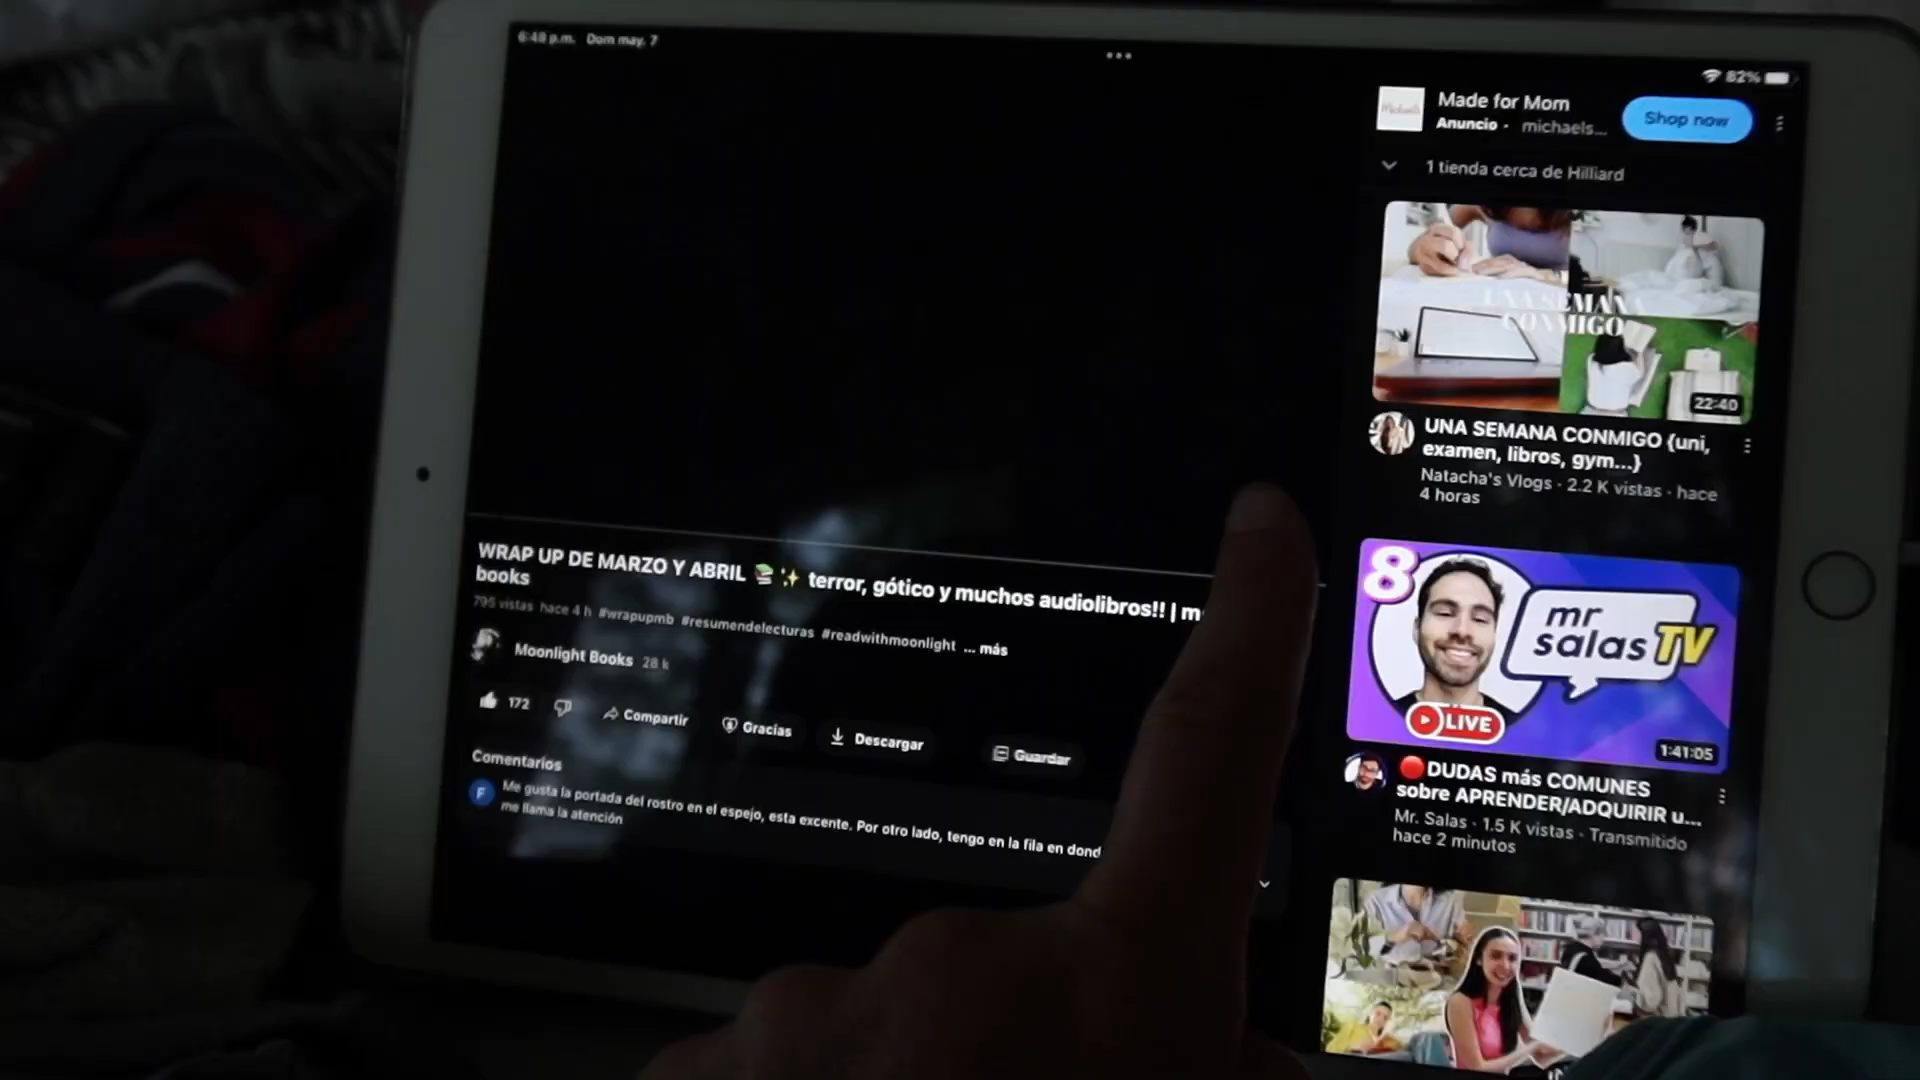 6:48 p.m. Dom may. 7
82%
Made for Mom
Anuncio · michaels...
Shop now
1 tienda cerca de Hilliard
UNA SEMANA
CONMIGO
22:40
UNA SEMANA CONMIGO {uni,
examen, libros, gym...}
Natacha's Vlogs · 2.2 K vistas · hace
4 horas
WRAP UP DE MARZO Y ABRIL 📚✨ terror, gótico y muchos audiolibros!! | m
books
795 vistas hace 4 h #wrapupmb #resumendelecturas #readwithmoonlight ... más
Moonlight Books 28 k
172
Compartir
Gracias
Descargar
Guardar
Comentarios
F
Me gusta la portada del rostro en el espejo, esta excente. Por otro lado, tengo en la fila en dond
me llama la atención
8
mr
salas TV
LIVE
1:41:05
🔴DUDAS más COMUNES
sobre APRENDER/ADQUIRIR u...
Mr. Salas · 1.5 K vistas · Transmitido
hace 2 minutos